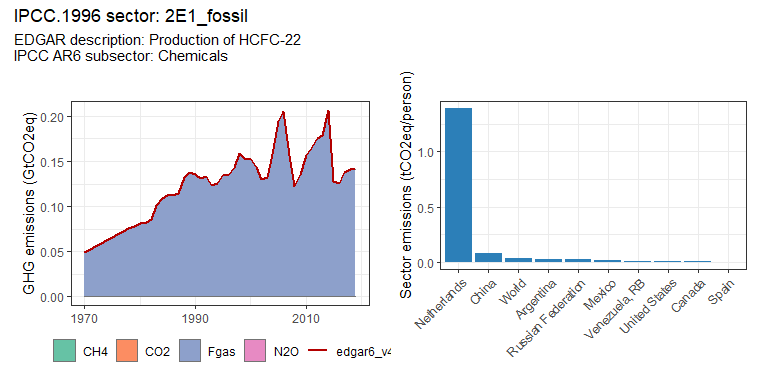 IPCC.1996 sector: 2E1_fossil
EDGAR description: Production of HCFC-22
IPCC AR6 subsector: Chemicals
GHG emissions (GtCO2eq)
0.20
0.15
0.10
0.05
0.00
1970
1990
2010
CH4
CO2
Fgas
N2O
edgar6_v4
Sector emissions (tCO2eq/person)
1.0
0.5
0.0
Netherlands
China
World
Argentina
Russian Federation
Mexico
Venezuela, RB
United States
Canada
Spain